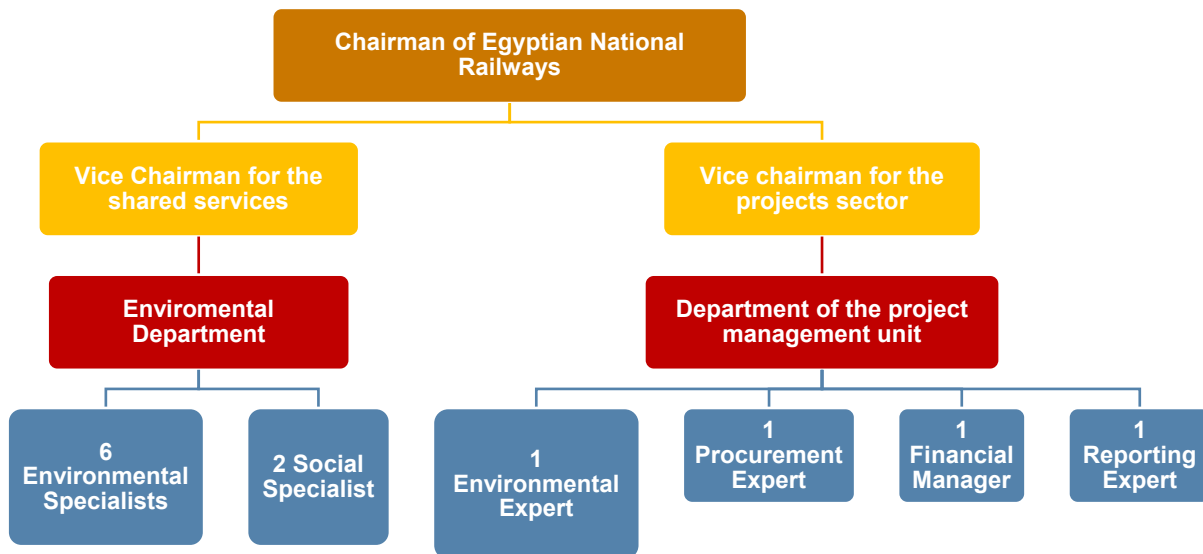 Chairman of Egyptian National
Railways
Vice Chairman for the
shared services
Vice chairman for the
projects sector
Enviromental
Department
Department of the project
management unit
6
Environmental
Specialists
2 Social
Specialist
1
Environmental
Expert
1
Procurement
Expert
1
Financial
Manager
1
Reporting
Expert